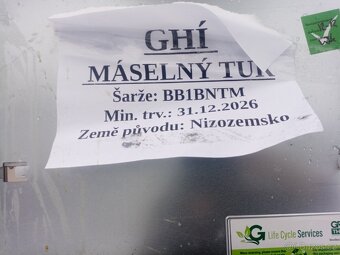 GHÍ
MÁSELNÝ TUK
Šarže: BB1BNTM
Min. trv.: 31.12.2026
Země původu: Nizozemsko
Life Cycle Services